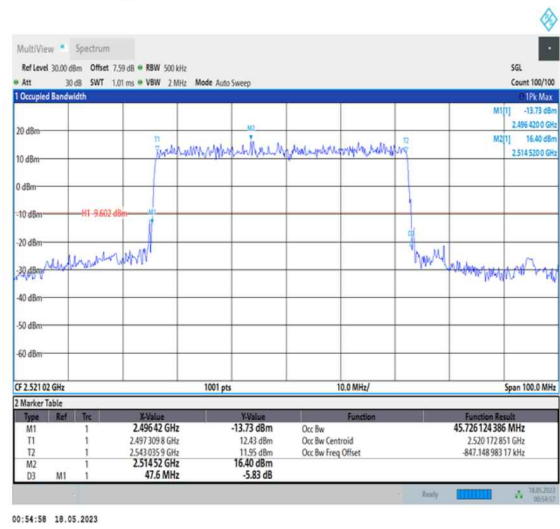 MultiView Spectrum
Ref Level 30.00 dBm Offset 7.59 dB RBW 500 kHz SGL
Att 30 dB SWT 1.01 ms VBW 2 MHz Mode Auto Sweep Count 100/100
1 Occupied Bandwidth 1Pk Max
M1[1] -13.73 dBm
2.496 420 0 GHz
M2[1] 16.40 dBm
2.514 520 0 GHz
20 dBm
T1 M2 T2
10 dBm
0 dBm
-10 dBm H1 -9.602 dBm M1
-20 dBm
D3
-30 dBm
-40 dBm
-50 dBm
-60 dBm
CF 2.521 02 GHz 1001 pts 10.0 MHz/ Span 100.0 MHz
2 Marker Table
Type Ref Trc X-Value Y-Value Function Function Result
M1 1 2.496 42 GHz -13.73 dBm Occ Bw 45.726 124 386 MHz
T1 1 2.497 309 8 GHz 12.43 dBm Occ Bw Centroid 2.520 172 851 GHz
T2 1 2.543 035 9 GHz 11.95 dBm Occ Bw Freq Offset -847.148 983 17 kHz
M2 1 2.514 52 GHz 16.40 dBm
D3 M1 1 47.6 MHz -5.83 dB
Ready 18.05.2023
00:54:57
00:54:58 18.05.2023